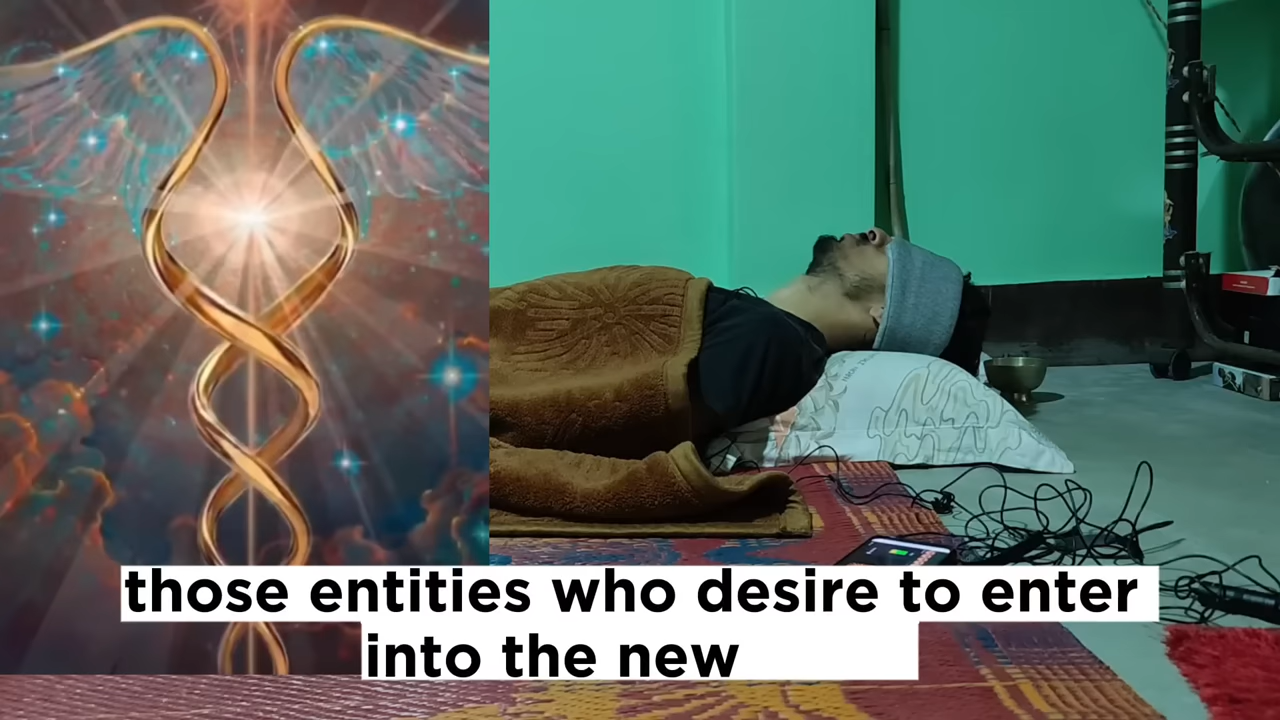 those entities who desire to enter
into the new